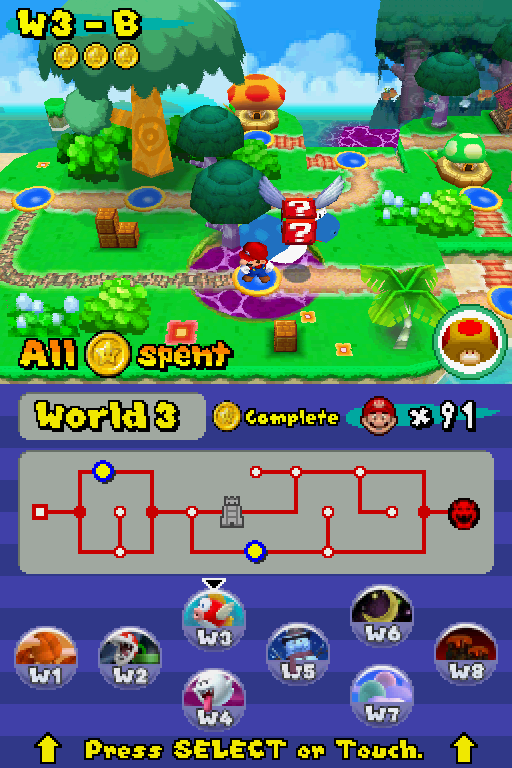 W3-B
?
?
All spent
World 3
Complete
× 91
W3
W6
W1
W2
W5
W8
W4
W7
Press SELECT or Touch.